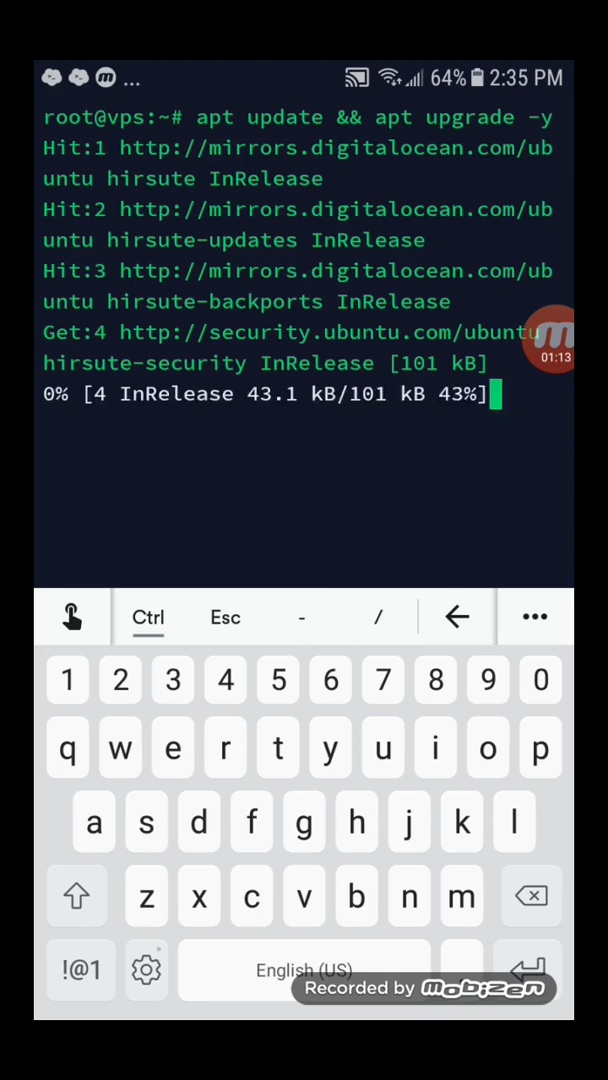 ... 64% 2:35 PM
root@vps:~# apt update && apt upgrade -y
Hit:1 http://mirrors.digitalocean.com/ub
untu hirsute InRelease
Hit:2 http://mirrors.digitalocean.com/ub
untu hirsute-updates InRelease
Hit:3 http://mirrors.digitalocean.com/ub
untu hirsute-backports InRelease
Get:4 http://security.ubuntu.com/ubuntu
hirsute-security InRelease [101 kB]
01:13
0% [4 InRelease 43.1 kB/101 kB 43%]
Ctrl Esc - / ← •••
1 2 3 4 5 6 7 8 9 0
q w e r t y u i o p
a s d f g h j k l
z x c v b n m
!@1 English (US)
Recorded by mobizen